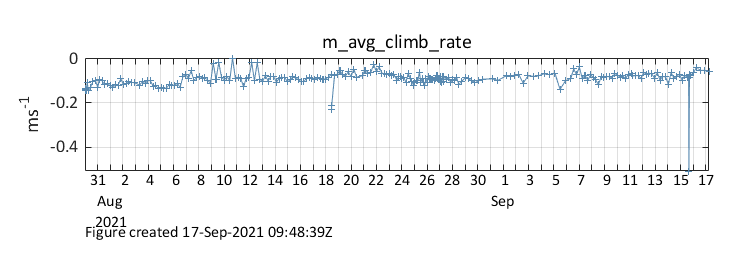 m_avg_climb_rate
0
-0.2
-0.4
ms-1
31 2 4 6 8 10 12 14 16 18 20 22 24 26 28 30 1 3 5 7 9 11 13 15 17
Aug Sep
2021
Figure created 17-Sep-2021 09:48:39Z